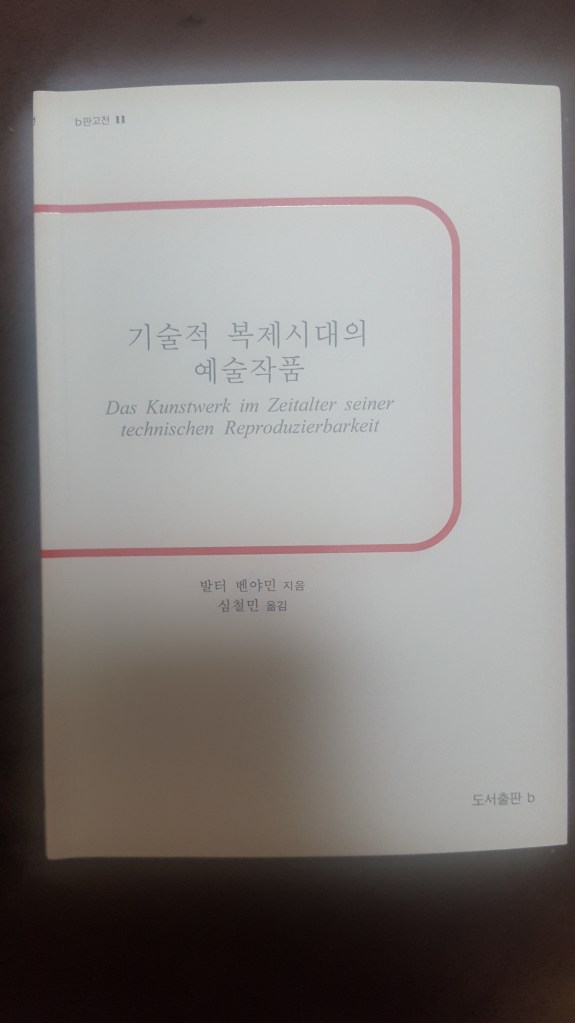 b판고전 11
기술적 복제시대의
예술작품
Das Kunstwerk im Zeitalter seiner
technischen Reproduzierbarkeit
발터 벤야민 지음
심철민 옮김
도서출판 b